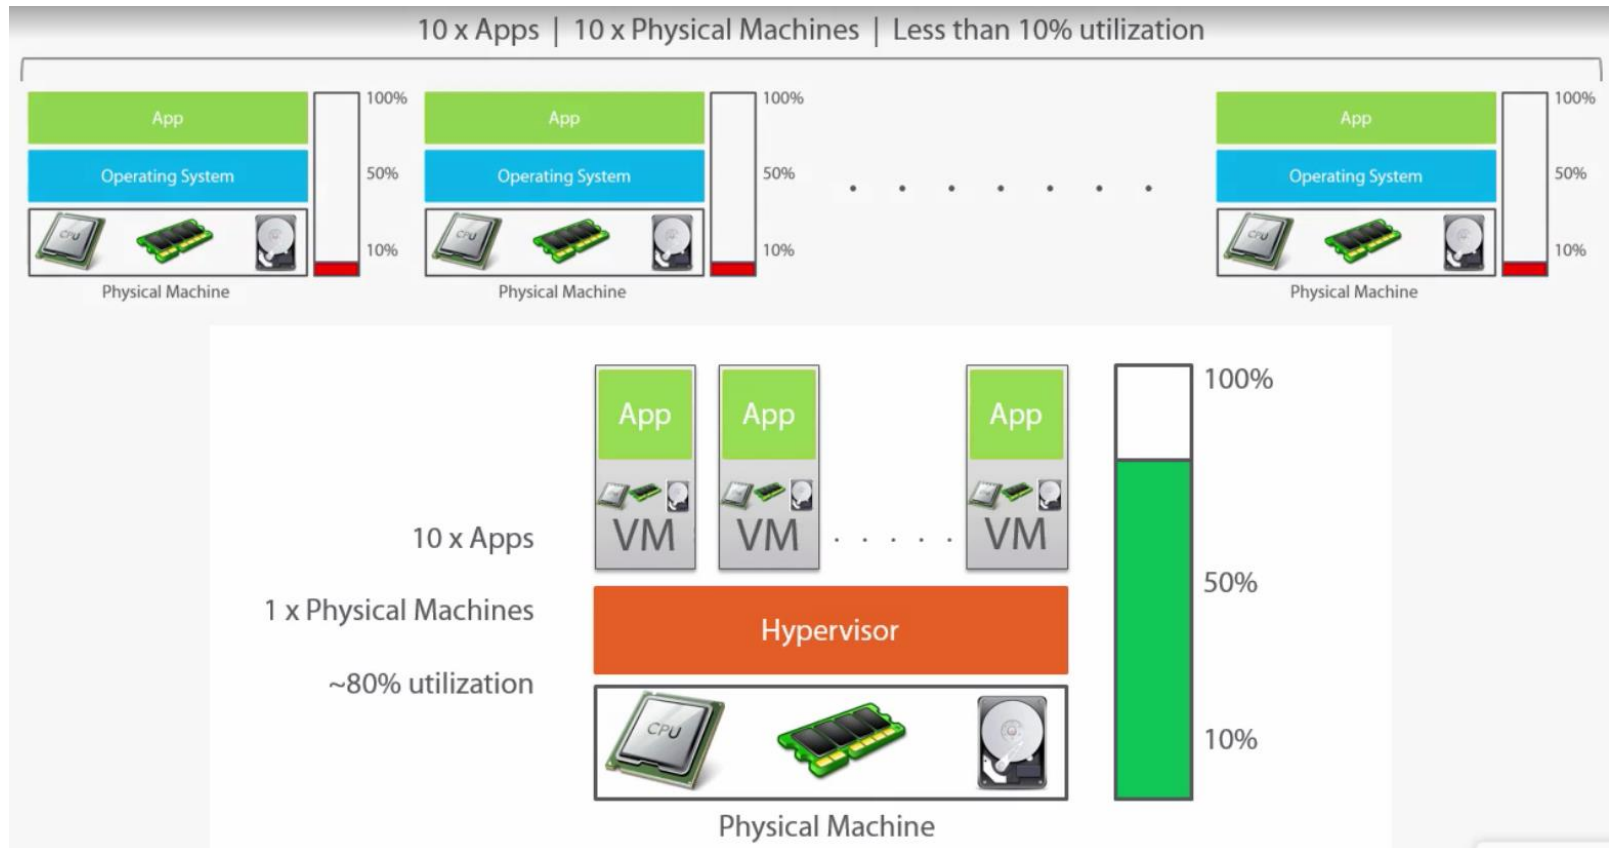 10 x Apps | 10 x Physical Machines | Less than 10% utilization
App
100%
Operating System
50%
CPU
10%
Physical Machine
App
100%
Operating System
50%
CPU
10%
Physical Machine
App
100%
Operating System
50%
CPU
10%
Physical Machine
App
App
App
VM
VM
VM
10 x Apps
1 x Physical Machines
~80% utilization
Hypervisor
CPU
Physical Machine
100%
50%
10%